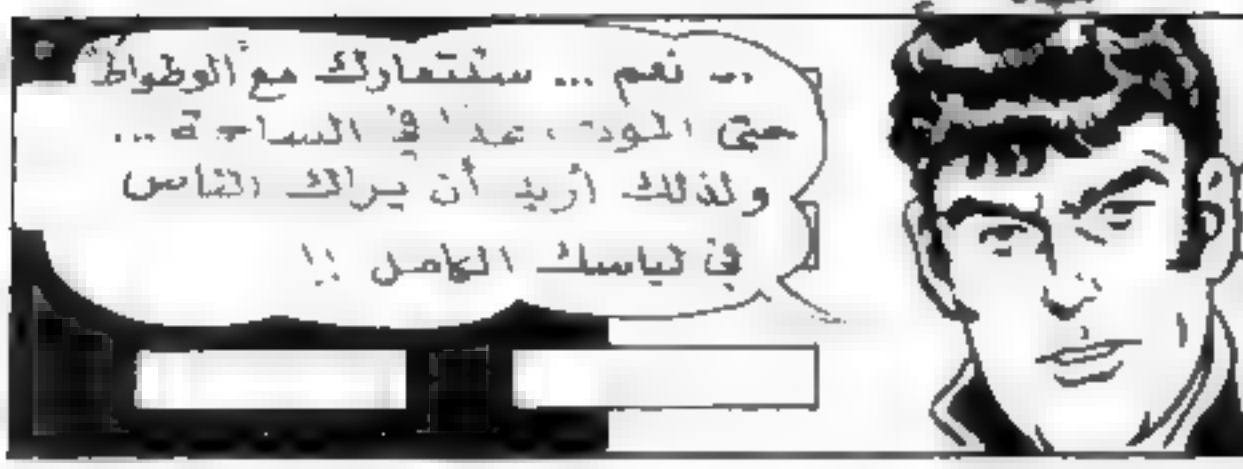 ... نعم ... ستتعارك مع "الوطواط"
حتى الموت، غدا في الساحة ...
ولذلك أريد أن يراك الناس
في لباسك الكامل !!